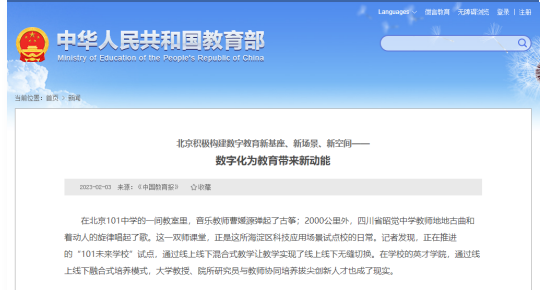 Languages 微言教育 无障碍浏览 登录 | 注册
中华人民共和国教育部
Ministry of Education of the People's Republic of China
当前位置：首页 > 新闻
北京积极构建数字教育新基座、新场景、新空间——
数字化为教育带来新动能
2023-02-03 来源：《中国教育报》 ☆收藏
在北京101中学的一间教室里，音乐教师曹媛源弹起了古筝；2000公里外，四川省昭觉中学教师地地古曲和
着动人的旋律唱起了歌。这一双师课堂，正是这所海淀区科技应用场景试点校的日常。记者发现，正在推进
的“101未来学校”试点，通过线上线下混合式教学让教学实现了线上线下无缝切换。在学校的英才学院，通过线
上线下融合式培养模式，大学教授、院所研究员与教师协同培养拔尖创新人才也成了现实。